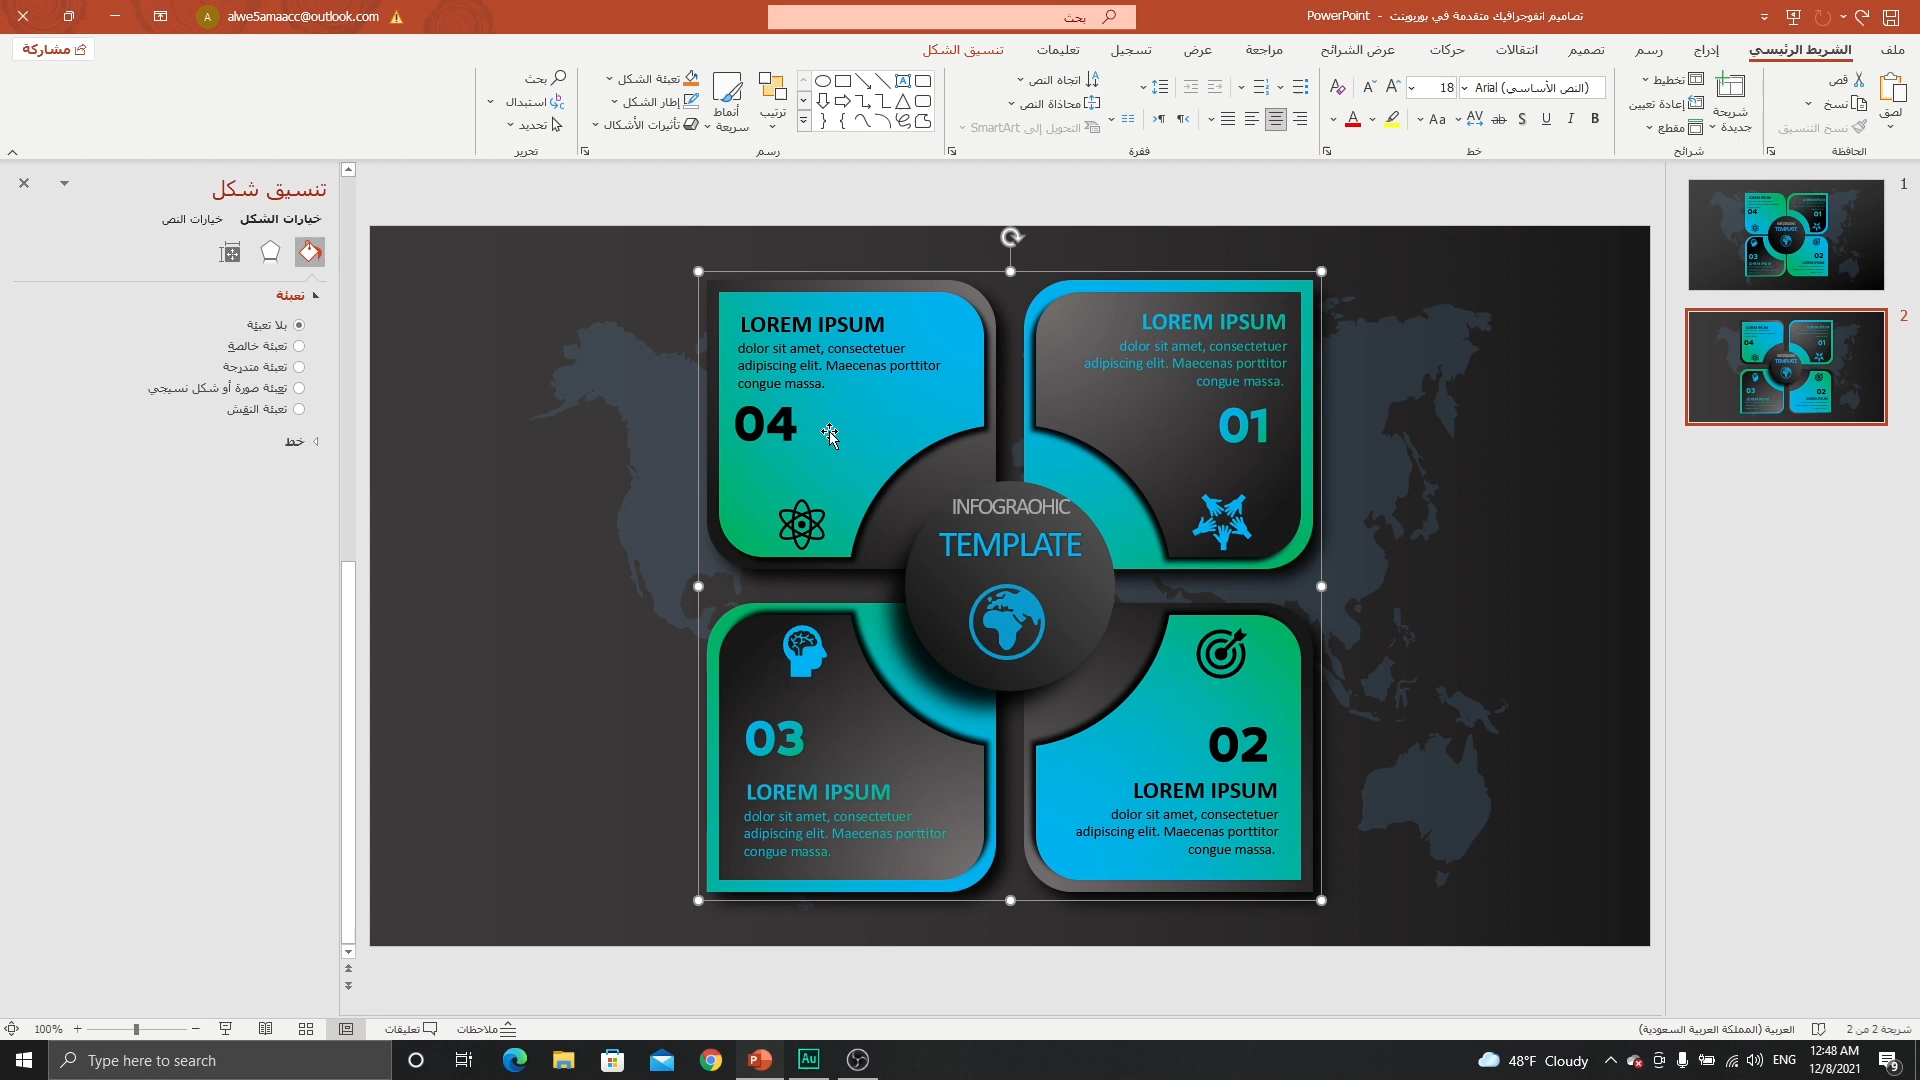 alwe5amaacc@outlook.com
بحث
تصاميم انفوجرافيك متقدمة في بوربوينت - PowerPoint
ملف
الشريط الرئيسي
إدراج
رسم
تصميم
انتقالات
حركات
عرض الشرائح
مراجعة
عرض
تسجيل
تعليمات
تنسيق الشكل
مشاركة
لصق
قص
نسخ
نسخ التنسيق
الحافظة
شريحة جديدة
تخطيط
إعادة تعيين
مقطع
شرائح
Arial (النص الأساسي)
18
خط
اتجاه النص
محاذاة النص
التحويل إلى SmartArt
فقرة
ترتيب
أنماط سريعة
تعبئة الشكل
إطار الشكل
تأثيرات الأشكال
رسم
بحث
استبدال
تحديد
تحرير
تنسيق شكل
خيارات الشكل
خيارات النص
تعبئة
بلا تعبئة
تعبئة خالصة
تعبئة متدرجة
تعبئة صورة أو شكل نسيجي
تعبئة النقش
خط
LOREM IPSUM
dolor sit amet, consectetuer
adipiscing elit. Maecenas porttitor
congue massa.
04
LOREM IPSUM
dolor sit amet, consectetuer
adipiscing elit. Maecenas porttitor
congue massa.
01
INFOGRAOHIC
TEMPLATE
03
LOREM IPSUM
dolor sit amet, consectetuer
adipiscing elit. Maecenas porttitor
congue massa.
02
LOREM IPSUM
dolor sit amet, consectetuer
adipiscing elit. Maecenas porttitor
congue massa.
1
2
شريحة 2 من 2
العربية (المملكة العربية السعودية)
ملاحظات
تعليقات
100%
Type here to search
48°F Cloudy
ENG
12:48 AM
12/8/2021
9